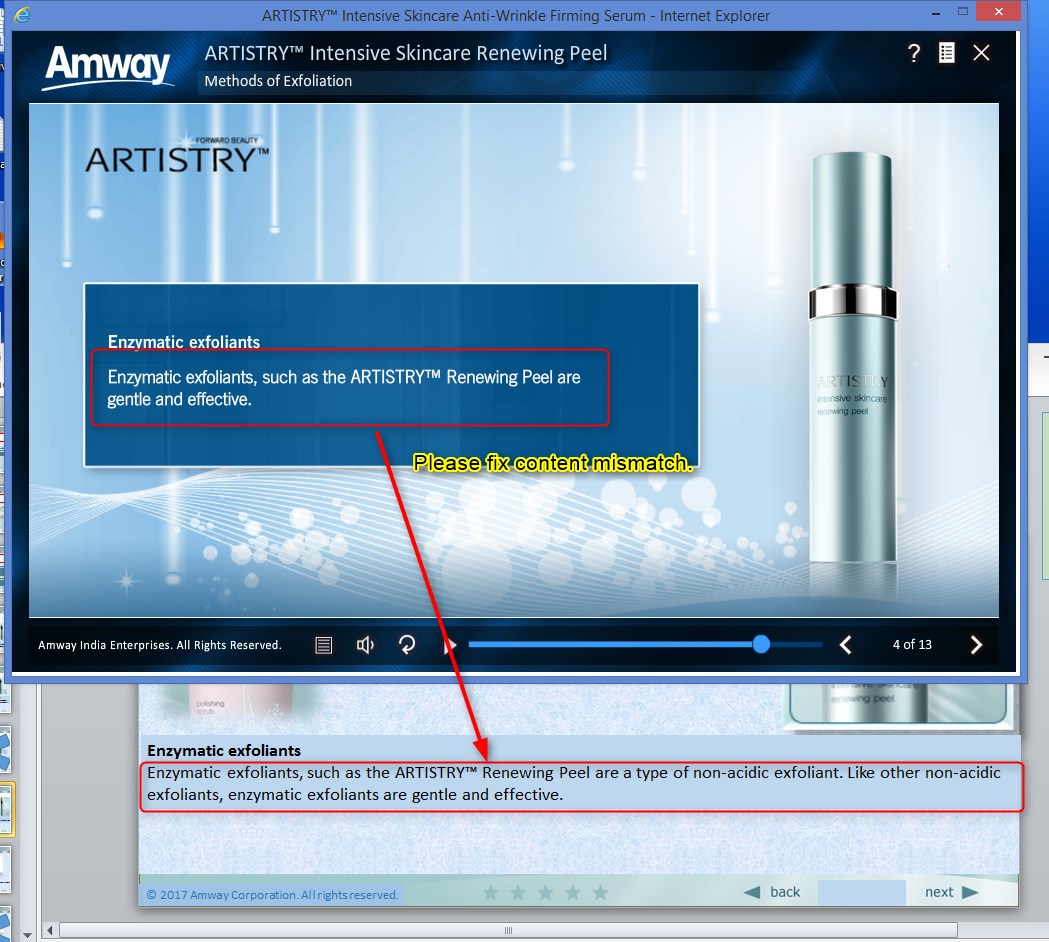 ARTISTRY™ Intensive Skincare Anti-Wrinkle Firming Serum - Internet Explorer
Amway
ARTISTRY™ Intensive Skincare Renewing Peel
Methods of Exfoliation
?
FORWARD BEAUTY
ARTISTRY™
ARTISTRY
intensive skincare
renewing peel
Enzymatic exfoliants
Enzymatic exfoliants, such as the ARTISTRY™ Renewing Peel are
gentle and effective.
Please fix content mismatch.
Amway India Enterprises. All Rights Reserved.
4 of 13
polishing
scrub
intensive skincare
renewing peel
Enzymatic exfoliants
Enzymatic exfoliants, such as the ARTISTRY™ Renewing Peel are a type of non-acidic exfoliant. Like other non-acidic
exfoliants, enzymatic exfoliants are gentle and effective.
© 2017 Amway Corporation. All rights reserved.
back
next